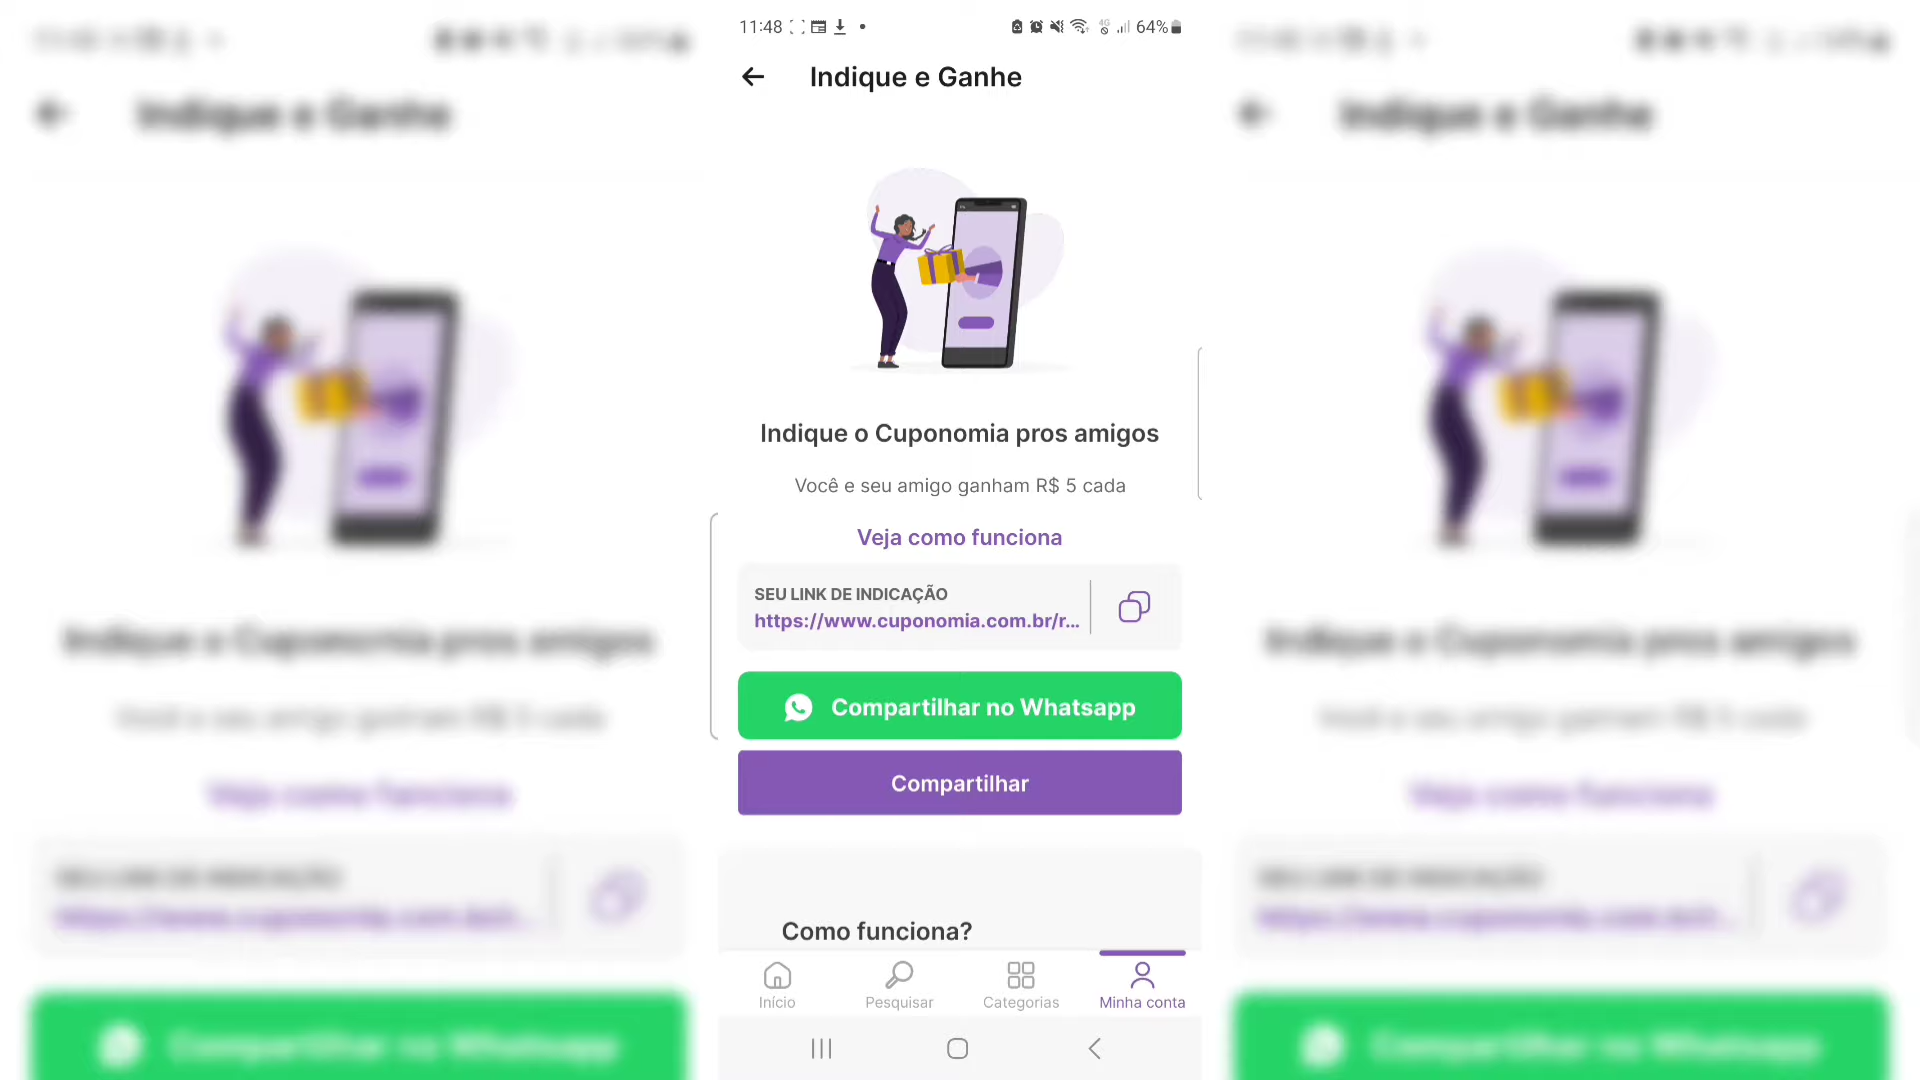 11:48
4G
64%
Indique e Ganhe
Indique o Cuponomia pros amigos
Você e seu amigo ganham R$ 5 cada
Veja como funciona
SEU LINK DE INDICAÇÃO
https://www.cuponomia.com.br/r...
Compartilhar no Whatsapp
Compartilhar
Como funciona?
Início
Pesquisar
Categorias
Minha conta